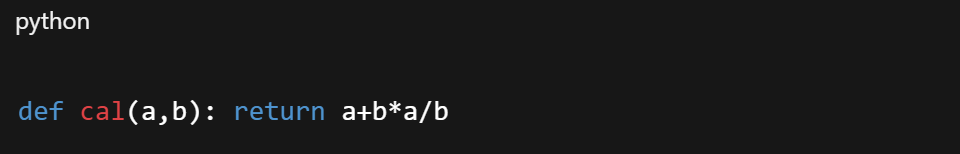 python
def cal(a,b): return a+b*a/b